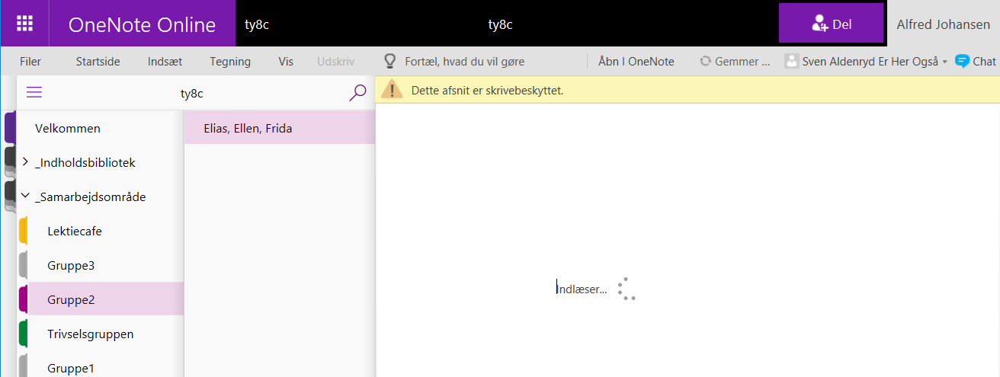 OneNote Online
ty8c
ty8c
Del
Alfred Johansen
Filer Startside Indsæt Tegning Vis Udskriv Fortæl, hvad du vil gøre Åbn I OneNote Gemmer ... Sven Aldenryd Er Her Også Chat
ty8c
Dette afsnit er skrivebeskyttet.
Velkommen
_Indholdsbibliotek
_Samarbejdsområde
Lektiecafe
Gruppe3
Gruppe2
Trivselsgruppen
Gruppe1
Elias, Ellen, Frida
Indlæser...